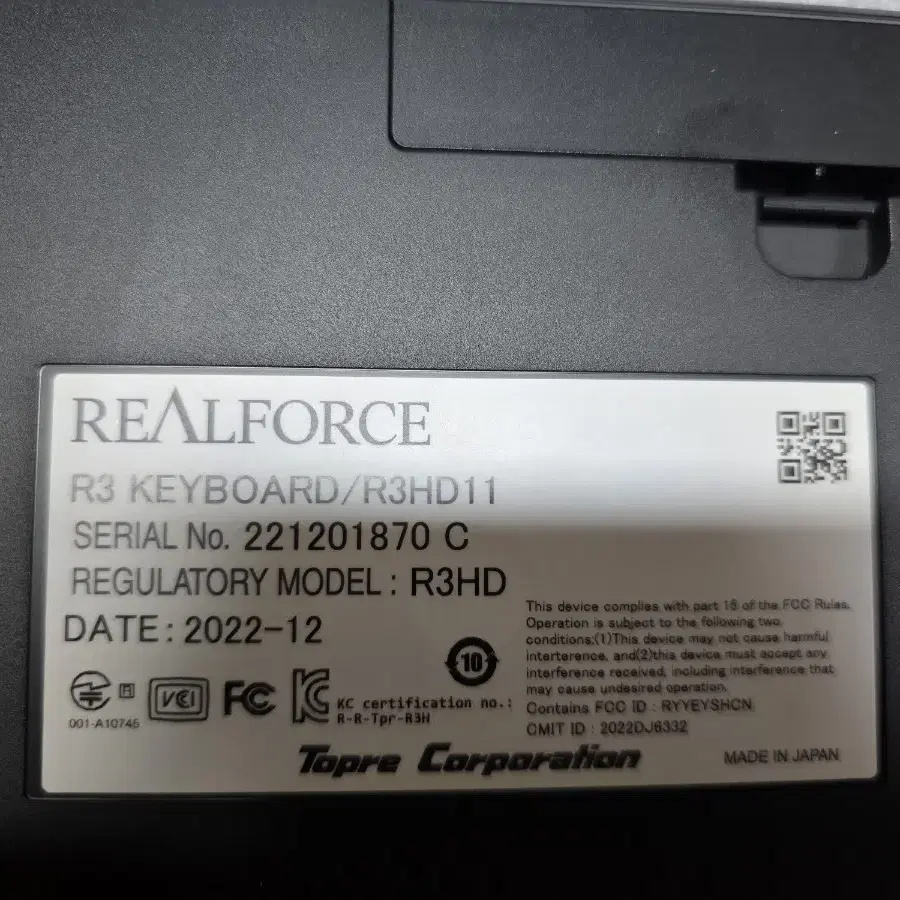 REALFORCE
R3 KEYBOARD/R3HD11
SERIAL No. 221201870 C
REGULATORY MODEL : R3HD
DATE : 2022-12
This device complies with part 15 of the FCC Rules.
Operation is subject to the following two
conditions:(1)This device may not cause harmful
interference, and(2)this device must accept any
interference received, including interference that
may cause undesired operation.
Contains FCC ID : RYYEYSHCN
CMIT ID : 2022DJ6332
10
R
VCI
FC
KC
KC certification no.:
R-R-Tpr-R3H
001-A10745
Topre Corporation
MADE IN JAPAN